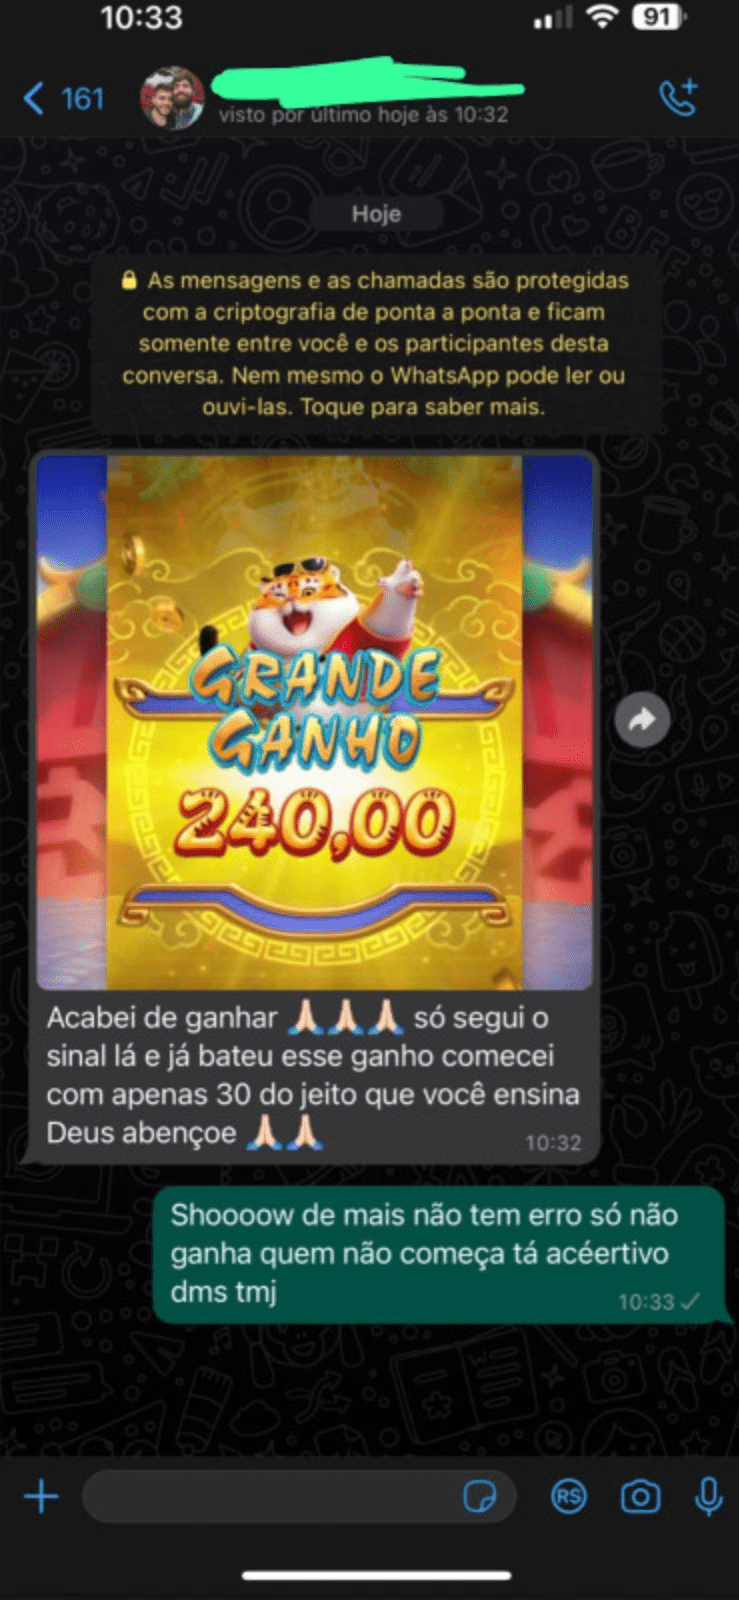 10:33
91
161
visto por último hoje às 10:32
Hoje
As mensagens e as chamadas são protegidas
com a criptografia de ponta a ponta e ficam
somente entre você e os participantes desta
conversa. Nem mesmo o WhatsApp pode ler ou
ouvi-las. Toque para saber mais.
GRANDE
GANHO
240,00
Acabei de ganhar 🙏🏻🙏🏻🙏🏻 só segui o
sinal lá e já bateu esse ganho comecei
com apenas 30 do jeito que você ensina
Deus abençoe 🙏🏻🙏🏻
10:32
Shoooow de mais não tem erro só não
ganha quem não começa tá acéertivo
dms tmj
10:33
R$